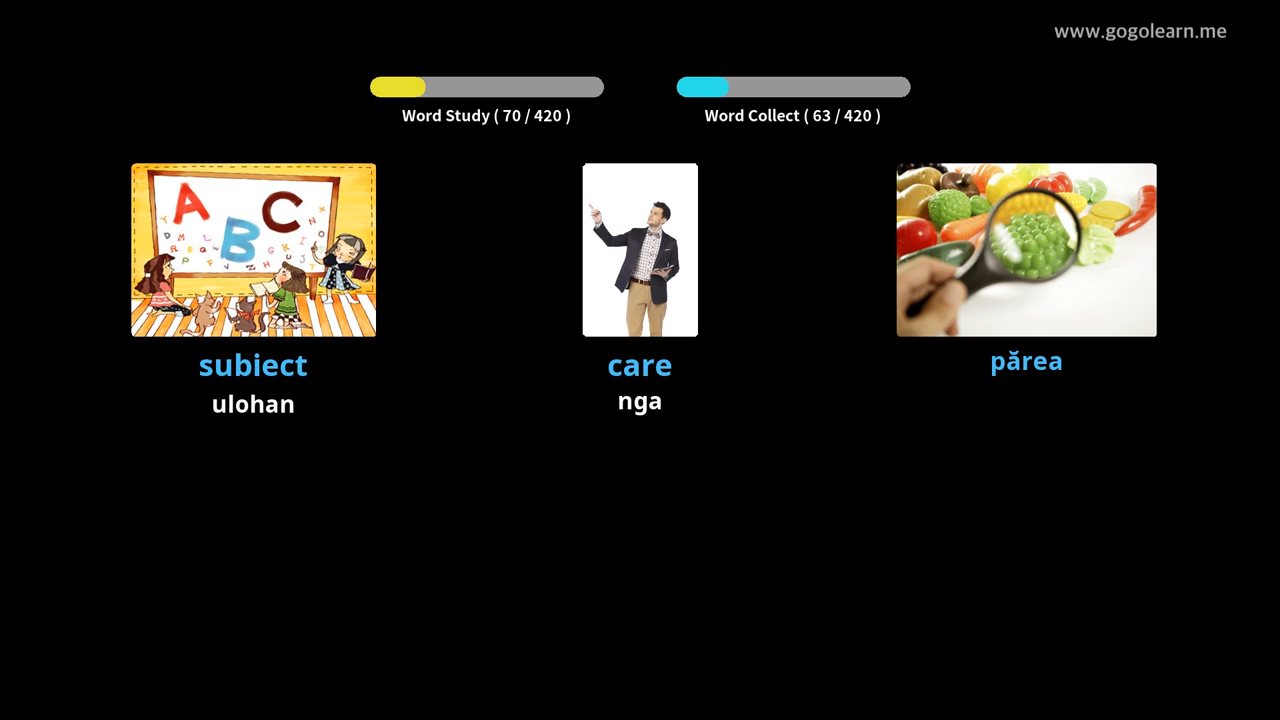 www.gogolearn.me
Word Study ( 70 / 420 )
Word Collect ( 63 / 420 )
A B C
subiect
ulohan
care
nga
părea